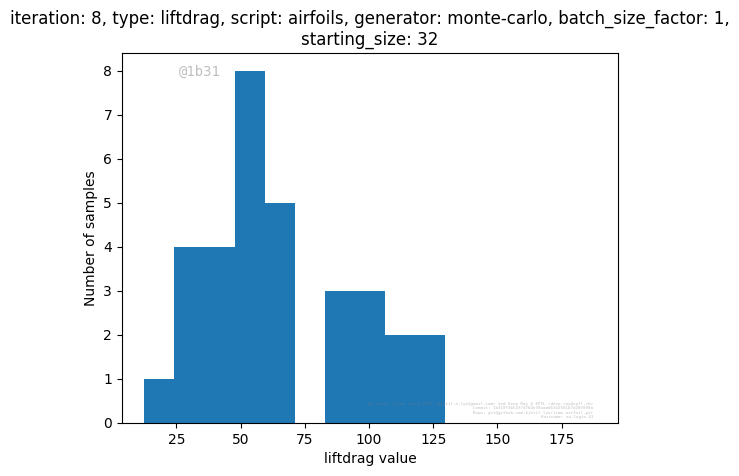 iteration: 8, type: liftdrag, script: airfoils, generator: monte-carlo, batch_size_factor: 1,
starting_size: 32
@1b31
8
7
6
5
4
3
2
1
0
Number of samples
25 50 75 100 125 150 175
liftdrag value